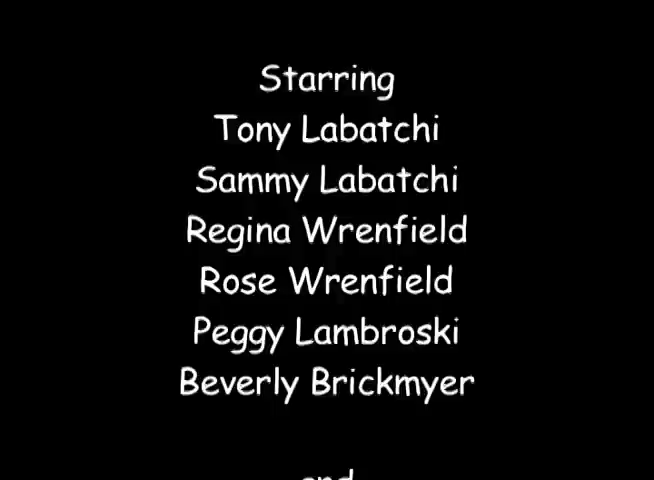 Starring
Tony Labatchi
Sammy Labatchi
Regina Wrenfield
Rose Wrenfield
Peggy Lambroski
Beverly Brickmyer
and